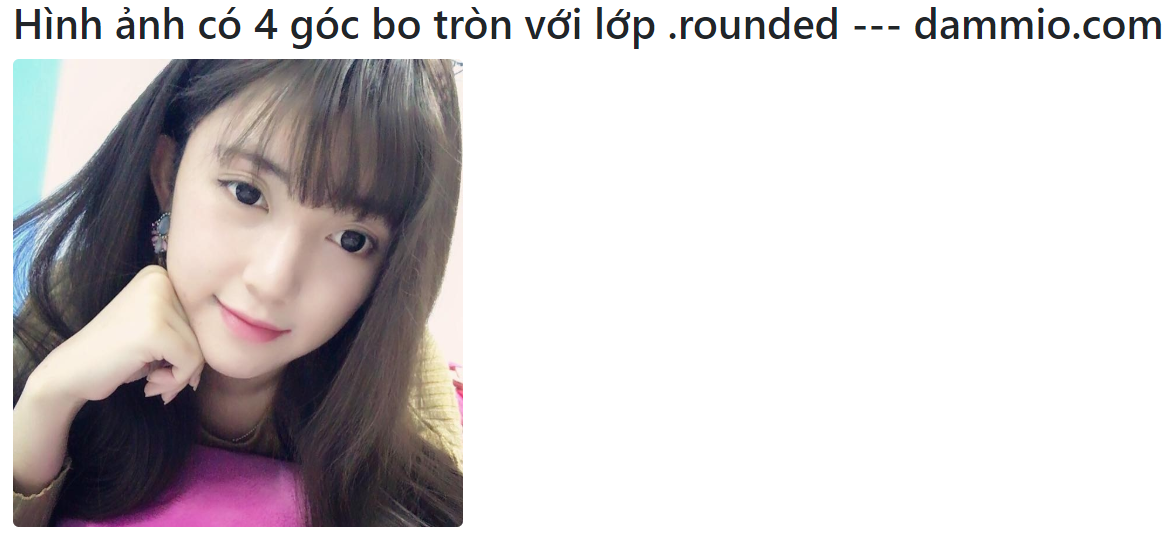 Hình ảnh có 4 góc bo tròn với lớp .rounded --- dammio.com